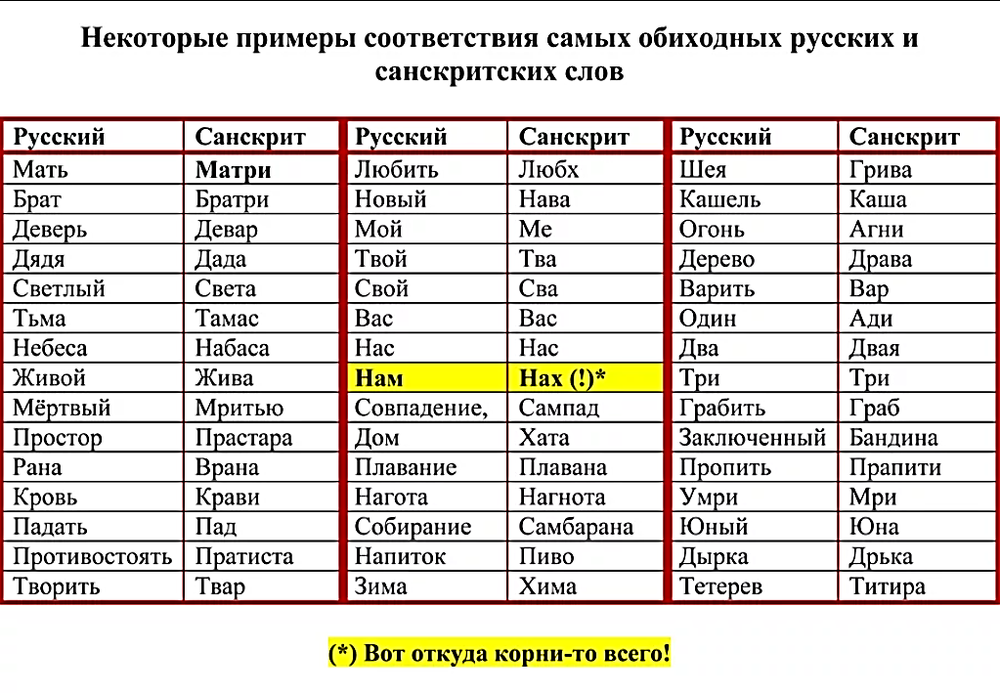 Некоторые примеры соответствия самых обиходных русских и
санскритских слов
Русский Санскрит Русский Санскрит Русский Санскрит
Мать Матри Любить Любх Шея Грива
Брат Братри Новый Нава Кашель Каша
Деверь Девар Мой Ме Огонь Агни
Дядя Дада Твой Тва Дерево Драва
Светлый Света Свой Сва Варить Вар
Тьма Тамас Вас Вас Один Ади
Небеса Набаса Нас Нас Два Двая
Живой Жива Нам Нах (!)* Три Три
Мёртвый Мритью Совпадение, Сампад Грабить Граб
Простор Прастара Дом Хата Заключенный Бандина
Рана Врана Плавание Плавана Пропить Прапити
Кровь Крави Нагота Нагнота Умри Мри
Падать Пад Собирание Самбарана Юный Юна
Противостоять Пратиста Напиток Пиво Дырка Дрька
Творить Твар Зима Хима Тетерев Титира
(*) Вот откуда корни-то всего!